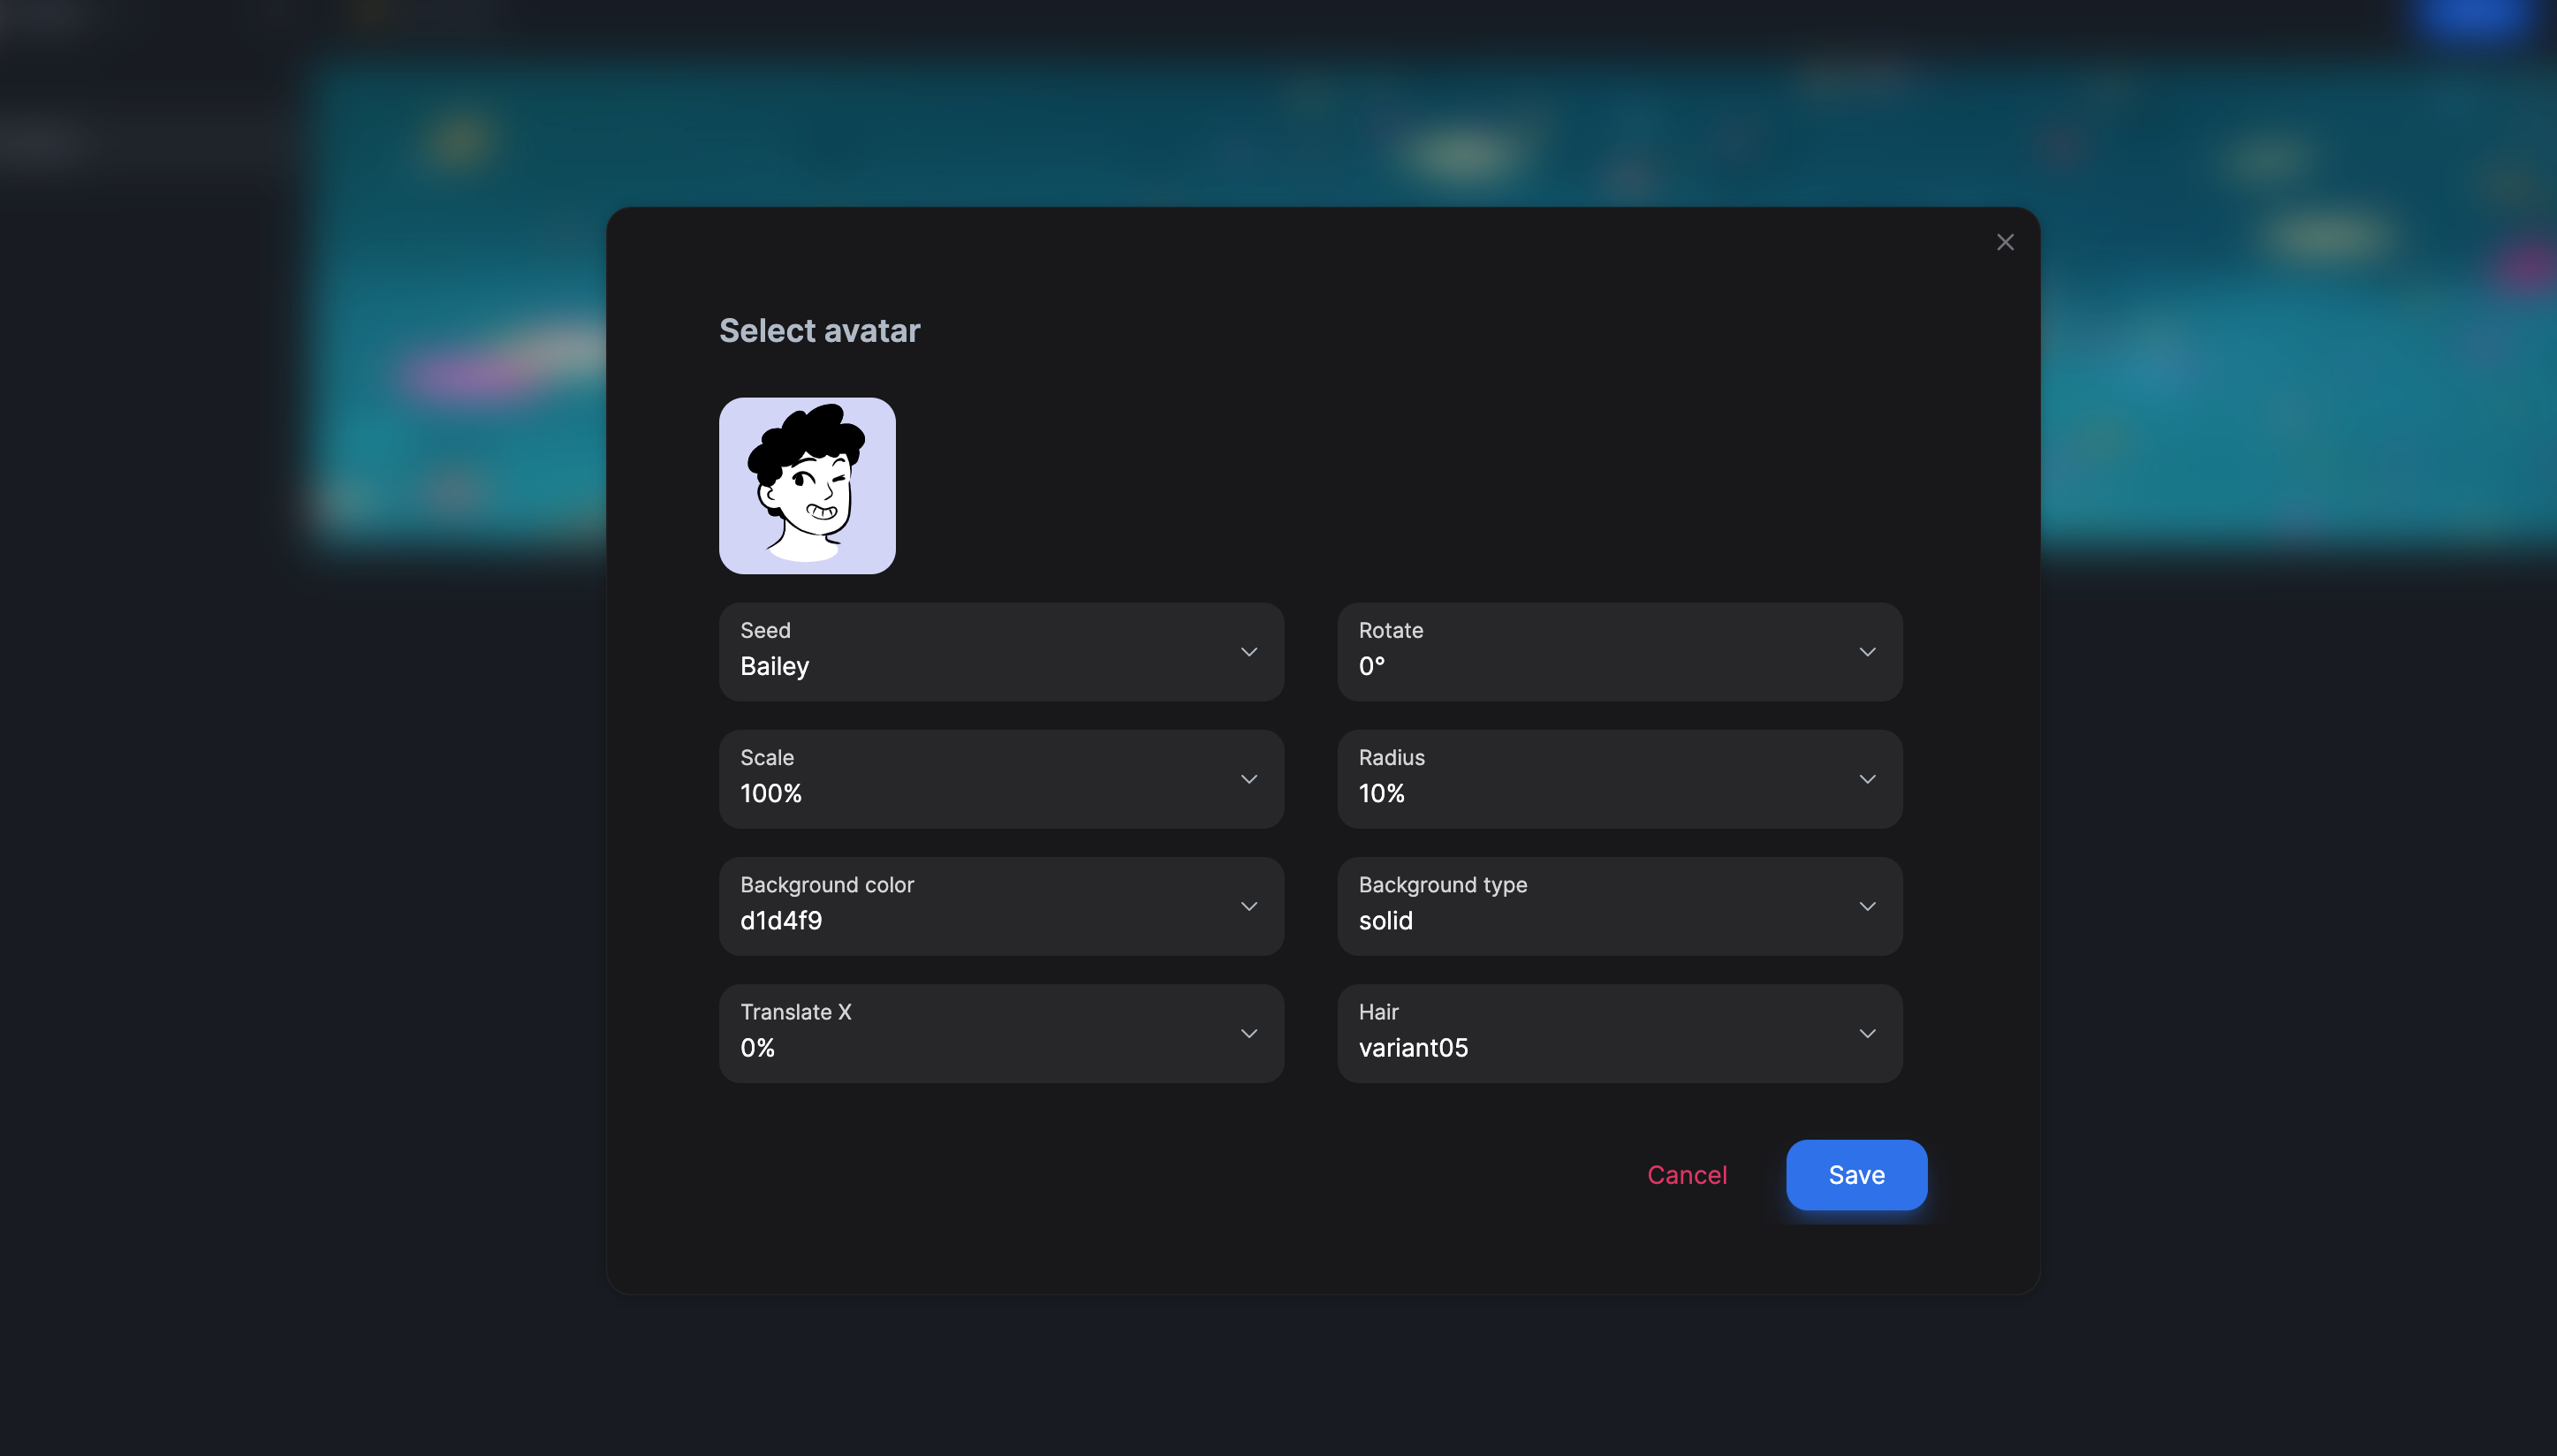 Select avatar
Seed
Bailey
Rotate
0°
Scale
100%
Radius
10%
Background color
d1d4f9
Background type
solid
Translate X
0%
Hair
variant05
Cancel
Save